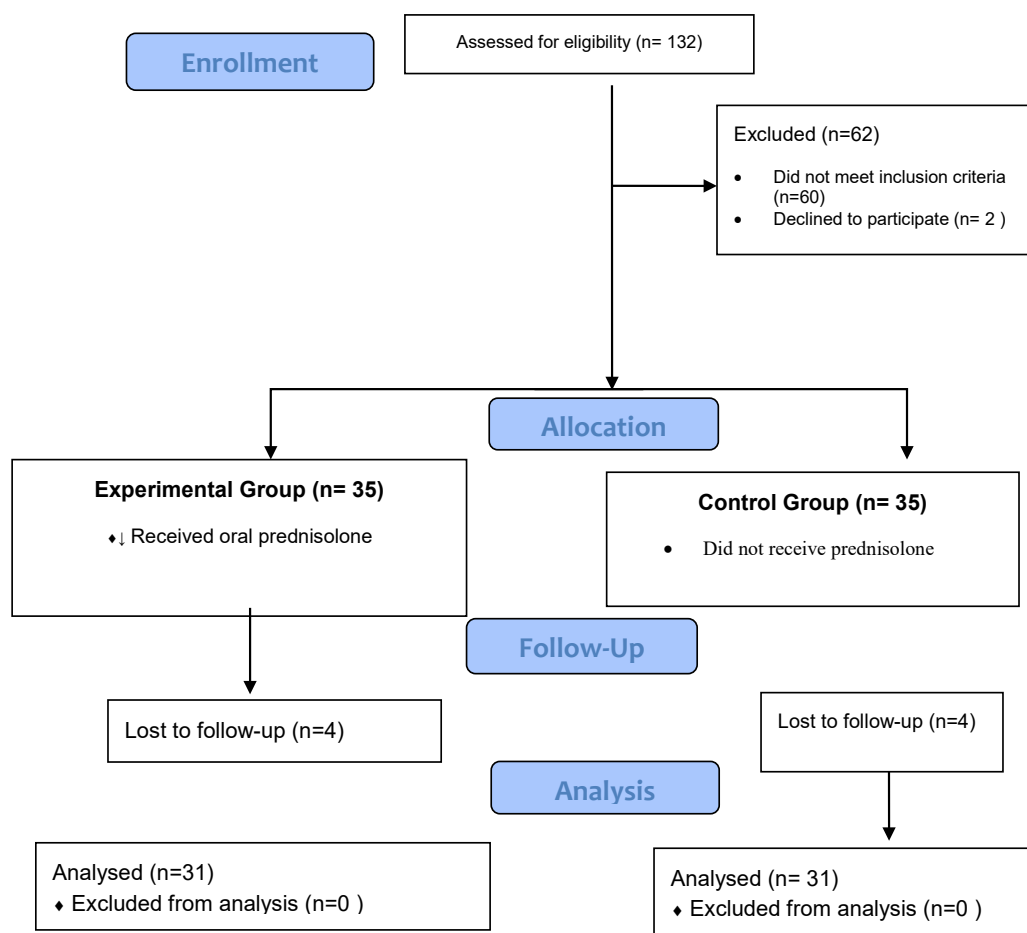 Assessed for eligibility (n= 132)
Enrollment
Excluded (n=62)
• Did not meet inclusion criteria
(n=60)
• Declined to participate (n= 2 )
Allocation
Experimental Group (n= 35)
♦↓ Received oral prednisolone
Control Group (n= 35)
• Did not receive prednisolone
Follow-Up
Lost to follow-up (n=4)
Lost to follow-up (n=4)
Analysis
Analysed (n=31)
♦ Excluded from analysis (n=0 )
Analysed (n= 31)
♦ Excluded from analysis (n=0 )